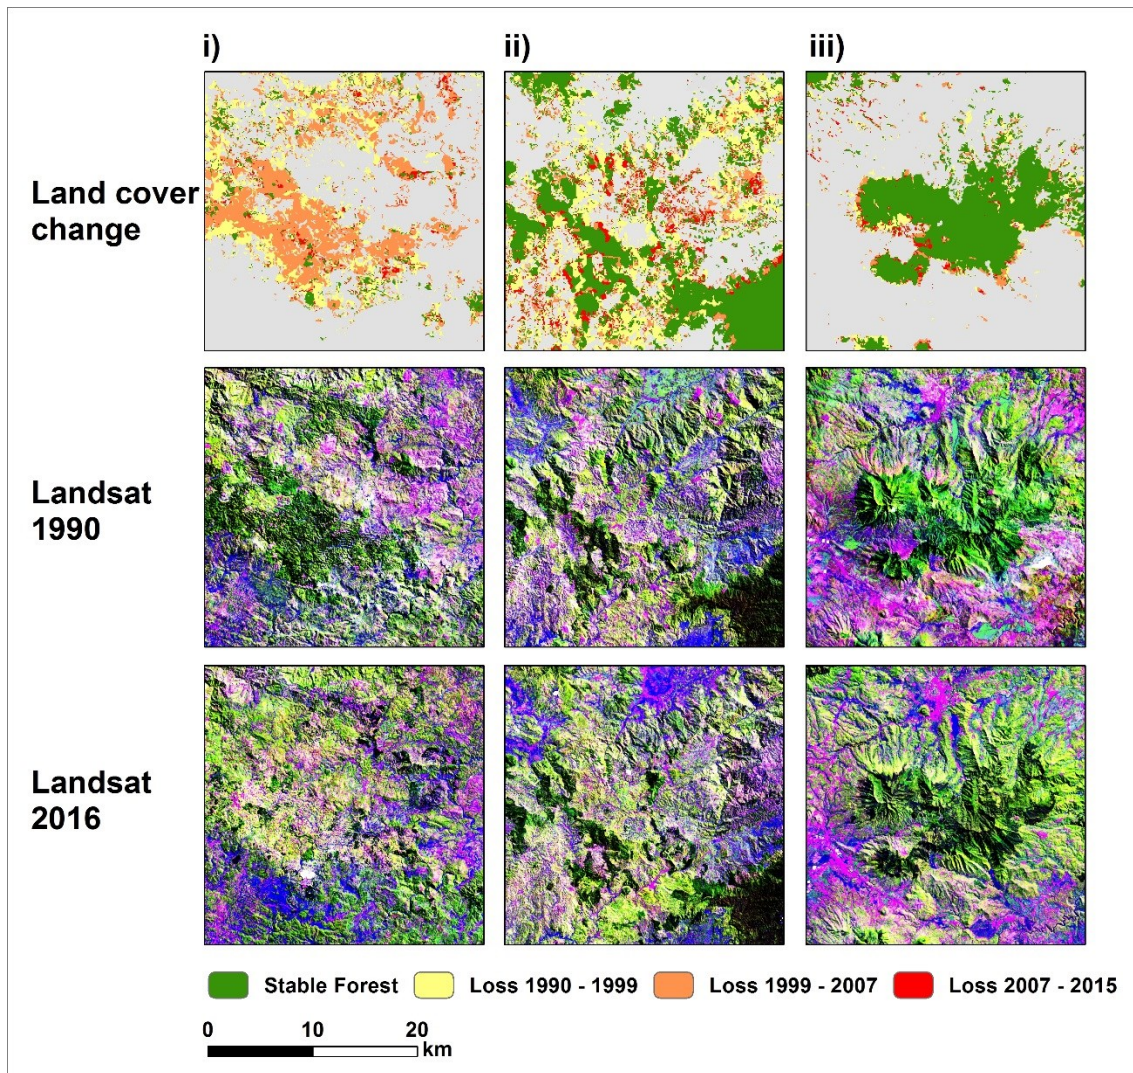 i)
ii)
iii)
Land cover
change
Landsat
1990
Landsat
2016
Stable Forest
Loss 1990 - 1999
Loss 1999 - 2007
Loss 2007 - 2015
0 10 20
km